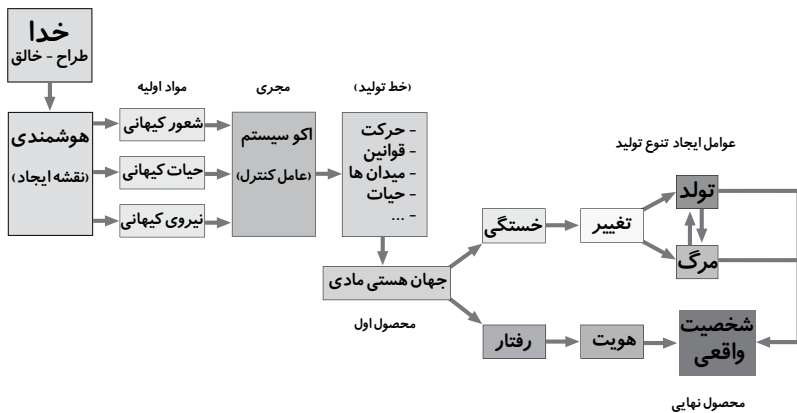 خدا
طراح - خالق
مواد اولیه
مجری
(خط تولید)
هوشمندی
(نقشه ایجاد)
شعور کیهانی
حیات کیهانی
نیروی کیهانی
اکو سیستم
(عامل کنترل)
- حرکت
- قوانین
- میدان ها
- حیات
- ...
جهان هستی مادی
محصول اول
عوامل ایجاد تنوع تولید
خستگی
تغییر
تولد
مرگ
رفتار
هویت
شخصیت
واقعی
محصول نهایی